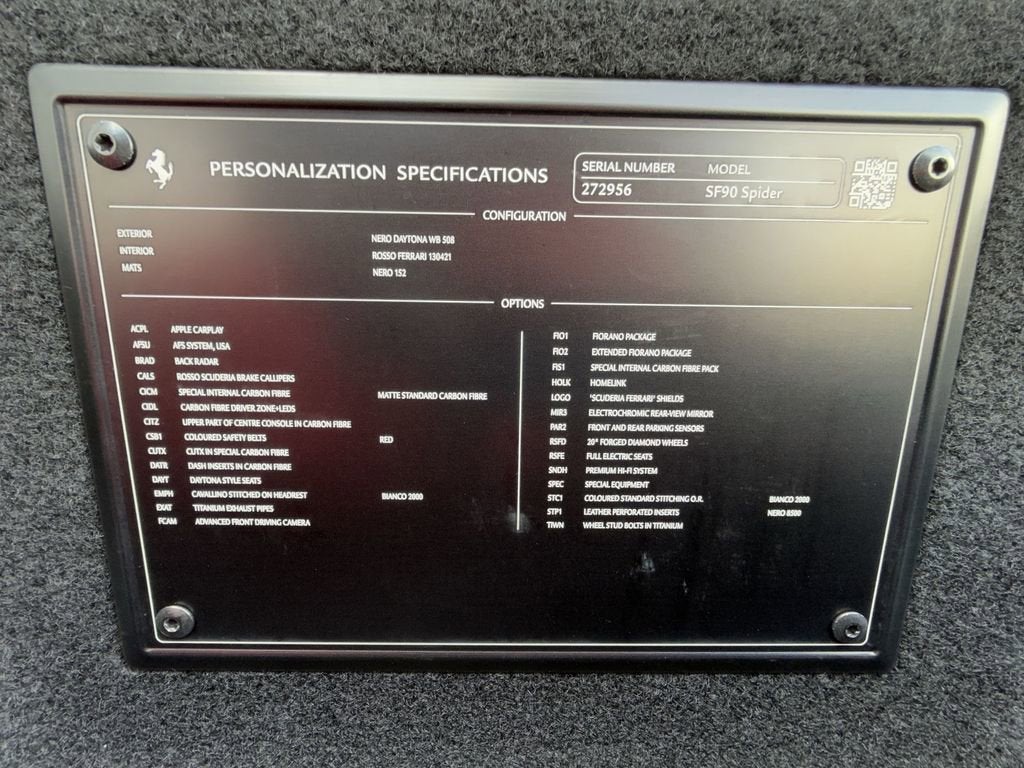 PERSONALIZATION SPECIFICATIONS
SERIAL NUMBER MODEL
272956 SF90 Spider
CONFIGURATION
EXTERIOR NERO DAYTONA WB 508
INTERIOR ROSSO FERRARI 130421
MATS NERO 152
OPTIONS
ACPL APPLE CARPLAY
AFSU AFS SYSTEM, USA
BRAD BACK RADAR
CALS ROSSO SCUDERIA BRAKE CALLIPERS
CICM SPECIAL INTERNAL CARBON FIBRE MATTE STANDARD CARBON FIBRE
CIDL CARBON FIBRE DRIVER ZONE+LEDS
CITZ UPPER PART OF CENTRE CONSOLE IN CARBON FIBRE
CSB1 COLOURED SAFETY BELTS RED
CUTX CUTX IN SPECIAL CARBON FIBRE
DATR DASH INSERTS IN CARBON FIBRE
DAYT DAYTONA STYLE SEATS
EMPH CAVALLINO STITCHED ON HEADREST BIANCO 2000
EXAT TITANIUM EXHAUST PIPES
FCAM ADVANCED FRONT DRIVING CAMERA
FIO1 FIORANO PACKAGE
FIO2 EXTENDED FIORANO PACKAGE
FIS1 SPECIAL INTERNAL CARBON FIBRE PACK
HOLK HOMELINK
LOGO "SCUDERIA FERRARI" SHIELDS
MIR3 ELECTROCHROMIC REAR-VIEW MIRROR
PAR2 FRONT AND REAR PARKING SENSORS
RSFD 20" FORGED DIAMOND WHEELS
RSFE FULL ELECTRIC SEATS
SNDH PREMIUM HI-FI SYSTEM
SPEC SPECIAL EQUIPMENT
STC1 COLOURED STANDARD STITCHING O.R. BIANCO 2000
STP1 LEATHER PERFORATED INSERTS NERO 8500
TIWN WHEEL STUD BOLTS IN TITANIUM